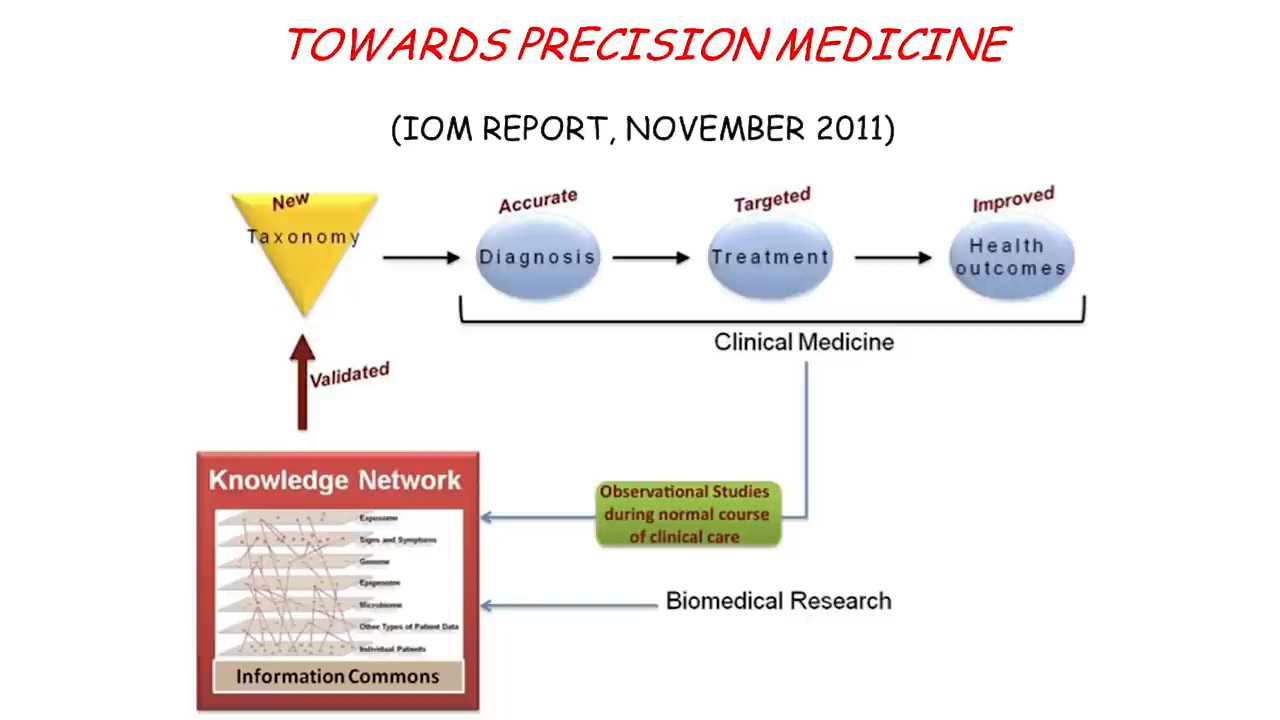 TOWARDS PRECISION MEDICINE
(IOM REPORT, NOVEMBER 2011)
New
Taxonomy
Accurate
Diagnosis
Targeted
Treatment
Improved
Health
outcomes
Clinical Medicine
Validated
Knowledge Network
Exposome
Signs and Symptoms
Genome
Epigenome
Microbiome
Other Types of Patient Data
Individual Patients
Information Commons
Observational Studies
during normal course
of clinical care
Biomedical Research